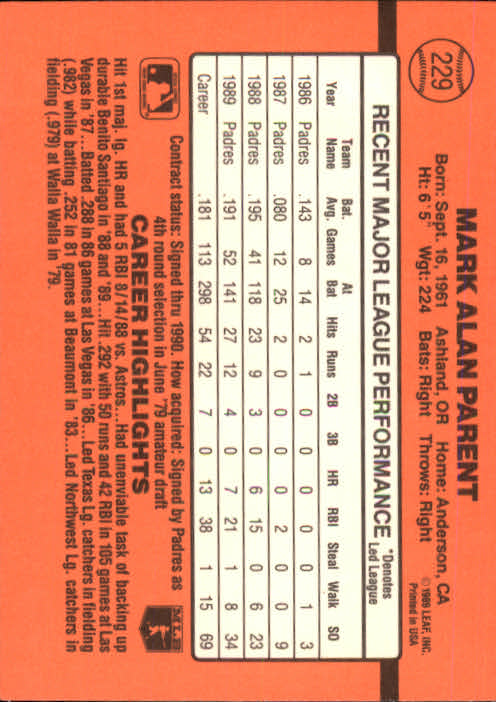 229
MARK ALAN PARENT
© 1989 LEAF, INC.
Printed in USA
Born: Sept. 16, 1961 Ashland, OR Home: Anderson, CA
Ht: 6' 5" Wgt: 224 Bats: Right Throws: Right
RECENT MAJOR LEAGUE PERFORMANCE *Denotes Led League
Year Team Name Bat. Avg. Games At Bat Hits Runs 2B 3B HR RBI Steal Walk SO
1986 Padres .143 8 14 2 1 0 0 0 0 0 1 3
1987 Padres .080 12 25 2 0 0 0 0 2 0 0 9
1988 Padres .195 41 118 23 9 3 0 6 15 0 6 23
1989 Padres .191 52 141 27 12 4 0 7 21 1 8 34
Career .181 113 298 54 22 7 0 13 38 1 15 69
Contract status: Signed thru 1990. How acquired: Signed by Padres as
4th round selection in June '79 amateur draft
MLB
CAREER HIGHLIGHTS
Hit 1st maj. lg. HR and had 5 RBI 8/14/88 vs. Astros...Had unenviable task of backing up
durable Benito Santiago in '88 and '89...Hit .292 with 50 runs and 42 RBI in 105 games at Las
Vegas in '87...Batted .288 in 86 games at Las Vegas in '86...Led Texas Lg. catchers in fielding
(.982) while batting .252 in 81 games at Beaumont in '83...Led Northwest Lg. catchers in
fielding (.979) at Walla Walla in '79.